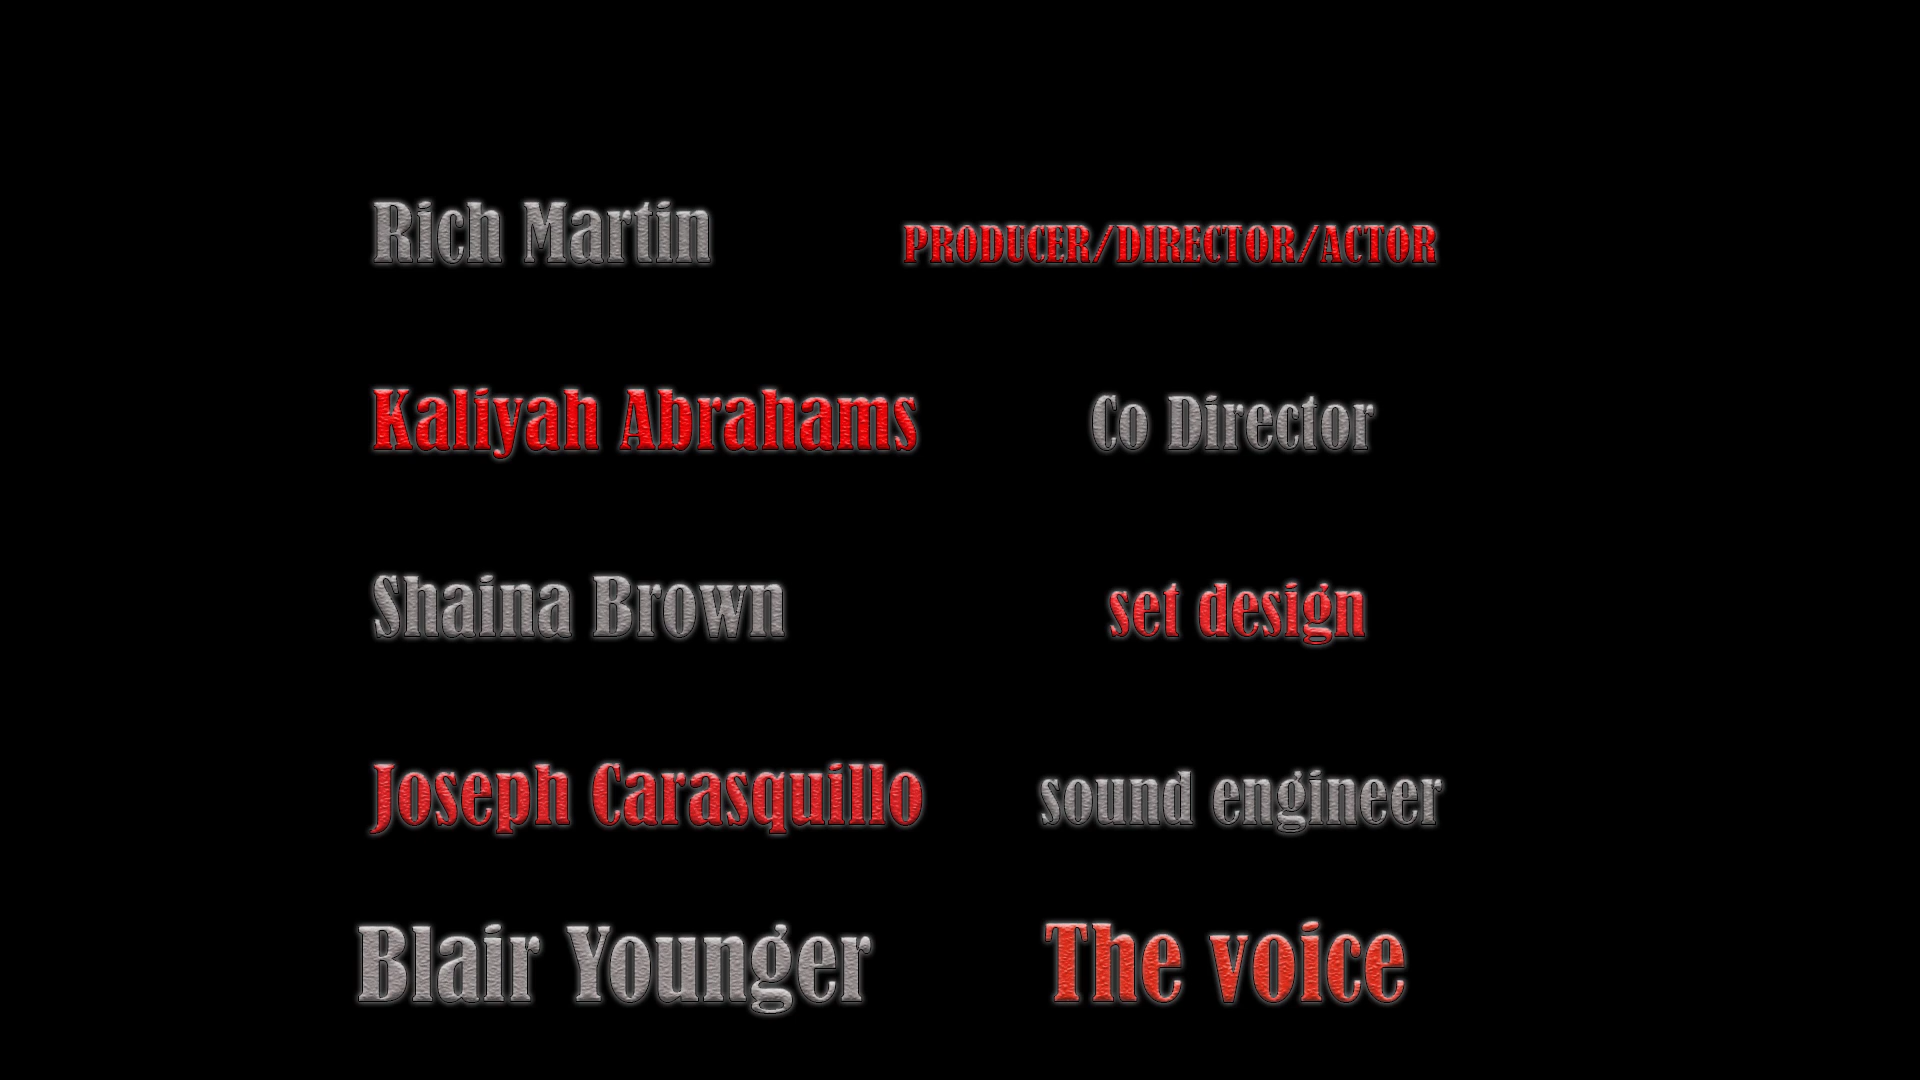 Rich Martin PRODUCER/DIRECTOR/ACTOR
Kaliyah Abrahams Co Director
Shaina Brown set design
Joseph Carasquillo sound engineer
Blair Younger The voice